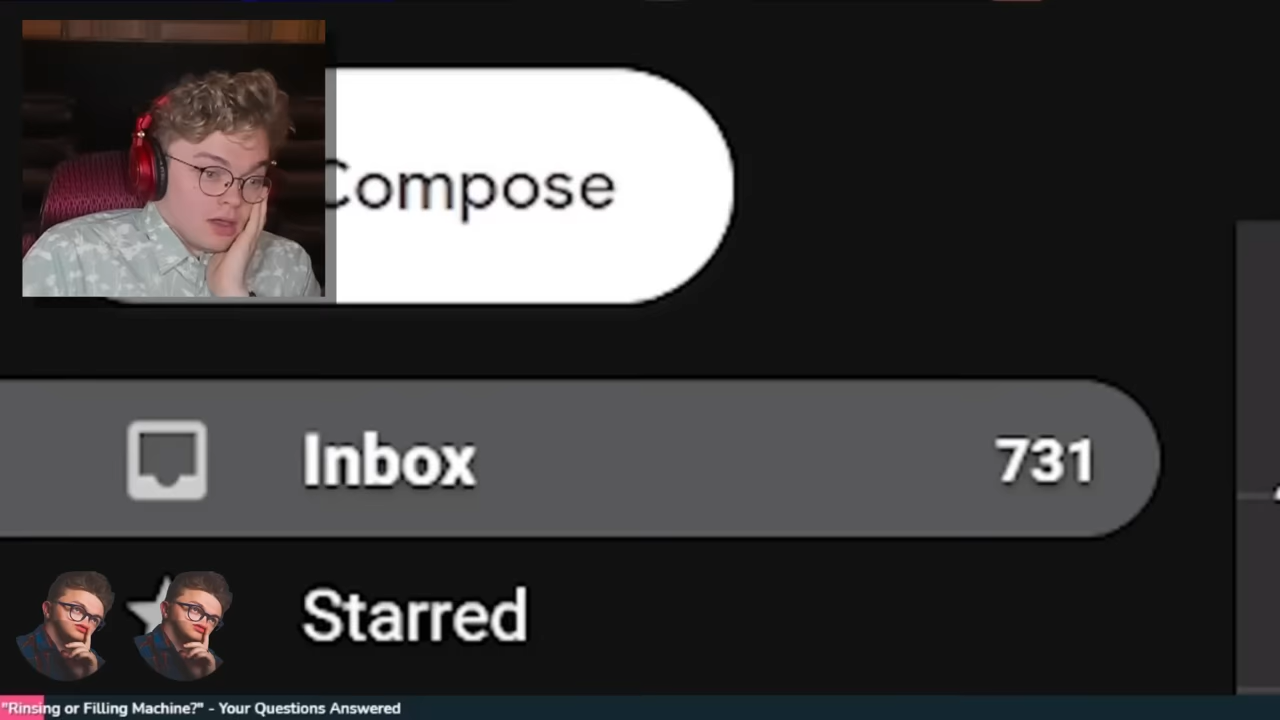 Compose
Inbox 731
Starred
"Rinsing or Filling Machine?" - Your Questions Answered